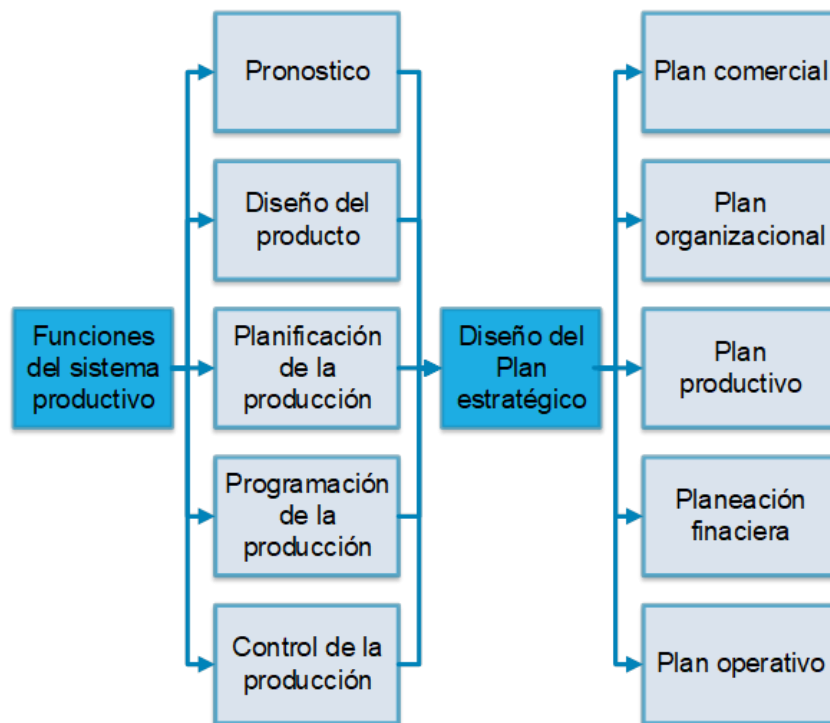 Pronostico
Diseño del
producto
Funciones
del sistema
productivo
Planificación
de la
producción
Programación
de la
producción
Control de la
producción
Diseño del
Plan
estratégico
Plan comercial
Plan
organizacional
Plan
productivo
Planeación
finaciera
Plan operativo